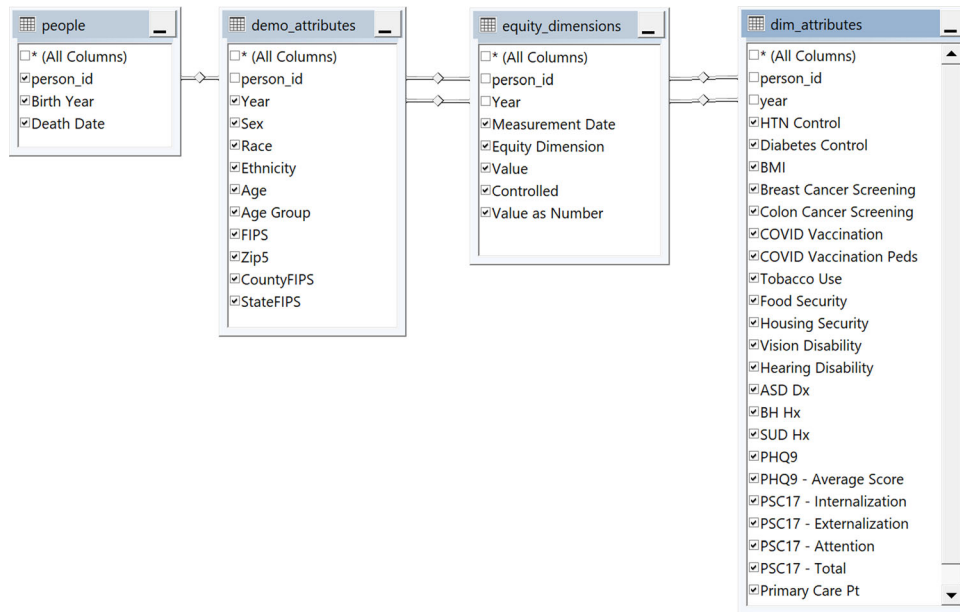 people
* (All Columns)
person_id
Birth Year
Death Date
demo_attributes
* (All Columns)
person_id
Year
Sex
Race
Ethnicity
Age
Age Group
FIPS
Zip5
CountyFIPS
StateFIPS
equity_dimensions
* (All Columns)
person_id
Year
Measurement Date
Equity Dimension
Value
Controlled
Value as Number
dim_attributes
* (All Columns)
person_id
year
HTN Control
Diabetes Control
BMI
Breast Cancer Screening
Colon Cancer Screening
COVID Vaccination
COVID Vaccination Peds
Tobacco Use
Food Security
Housing Security
Vision Disability
Hearing Disability
ASD Dx
BH Hx
SUD Hx
PHQ9
PHQ9 - Average Score
PSC17 - Internalization
PSC17 - Externalization
PSC17 - Attention
PSC17 - Total
Primary Care Pt